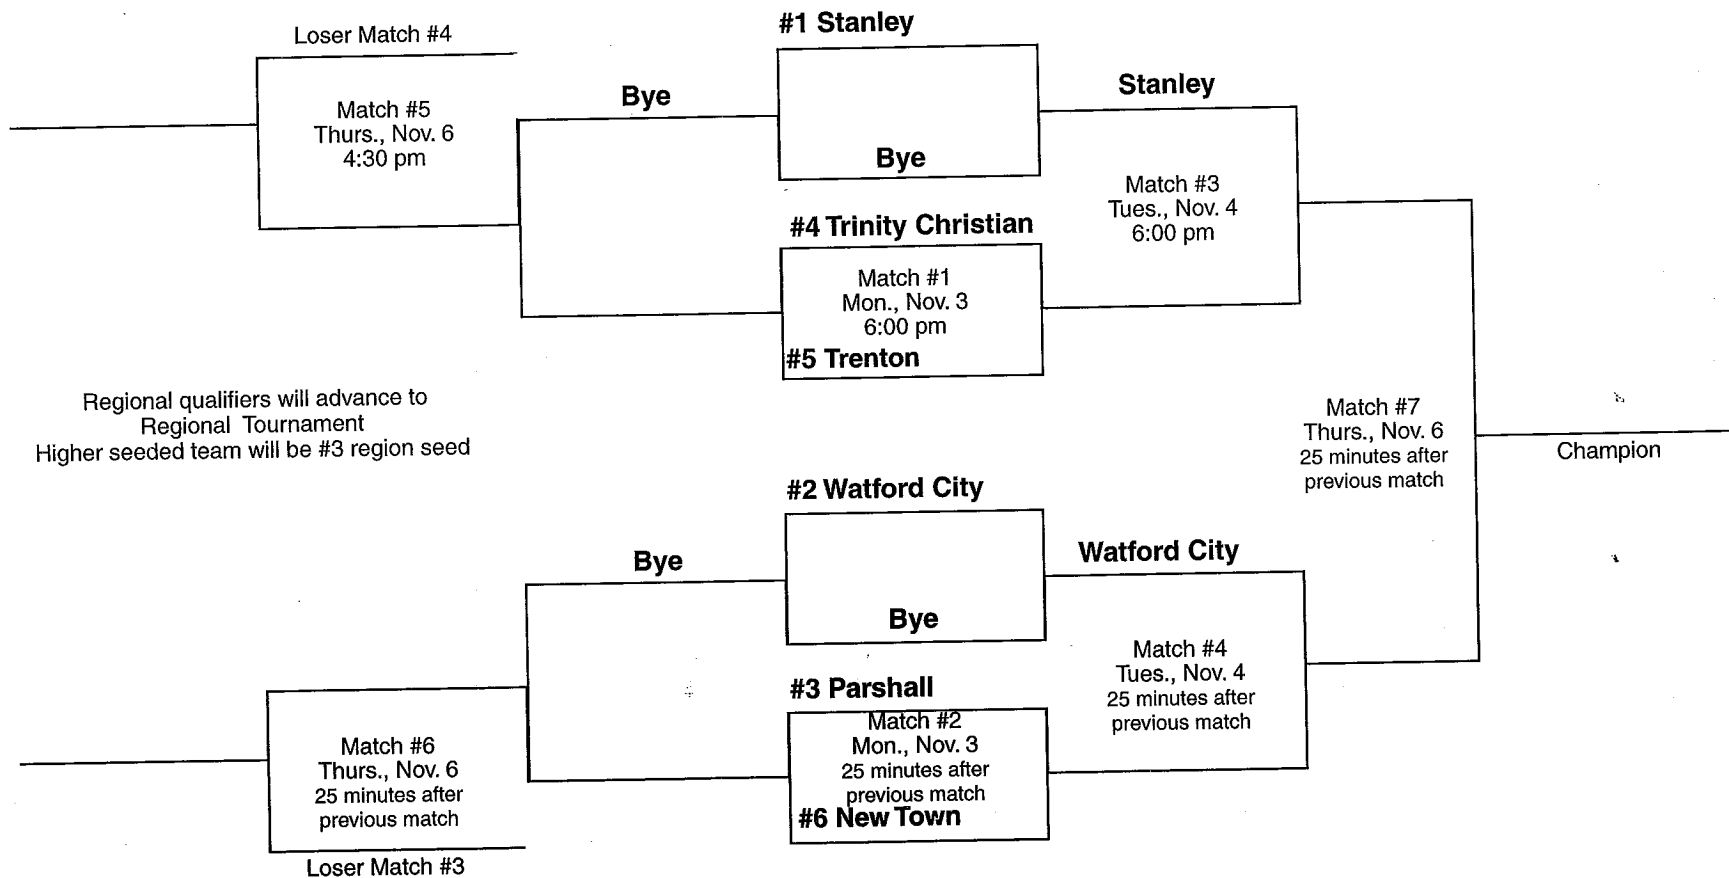 Loser Match #4
Match #5
Thurs., Nov. 6
4:30 pm
Bye
#1 Stanley
Bye
Stanley
#4 Trinity Christian
Match #1
Mon., Nov. 3
6:00 pm
#5 Trenton
Match #3
Tues., Nov. 4
6:00 pm
Regional qualifiers will advance to
Regional Tournament
Higher seeded team will be #3 region seed
Match #7
Thurs., Nov. 6
25 minutes after
previous match
Champion
#2 Watford City
Bye
Bye
Watford City
#3 Parshall
Match #2
Mon., Nov. 3
25 minutes after
previous match
#6 New Town
Match #4
Tues., Nov. 4
25 minutes after
previous match
Match #6
Thurs., Nov. 6
25 minutes after
previous match
Loser Match #3